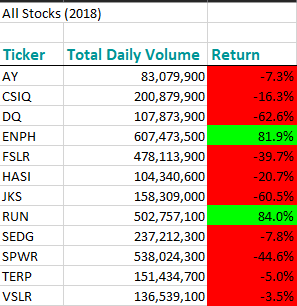 All Stocks (2018)
Ticker Total Daily Volume Return
AY 83,079,900 -7.3%
CSIQ 200,879,900 -16.3%
DQ 107,873,900 -62.6%
ENPH 607,473,500 81.9%
FSLR 478,113,900 -39.7%
HASI 104,340,600 -20.7%
JKS 158,309,000 -60.5%
RUN 502,757,100 84.0%
SEDG 237,212,300 -7.8%
SPWR 538,024,300 -44.6%
TERP 151,434,700 -5.0%
VSLR 136,539,100 -3.5%